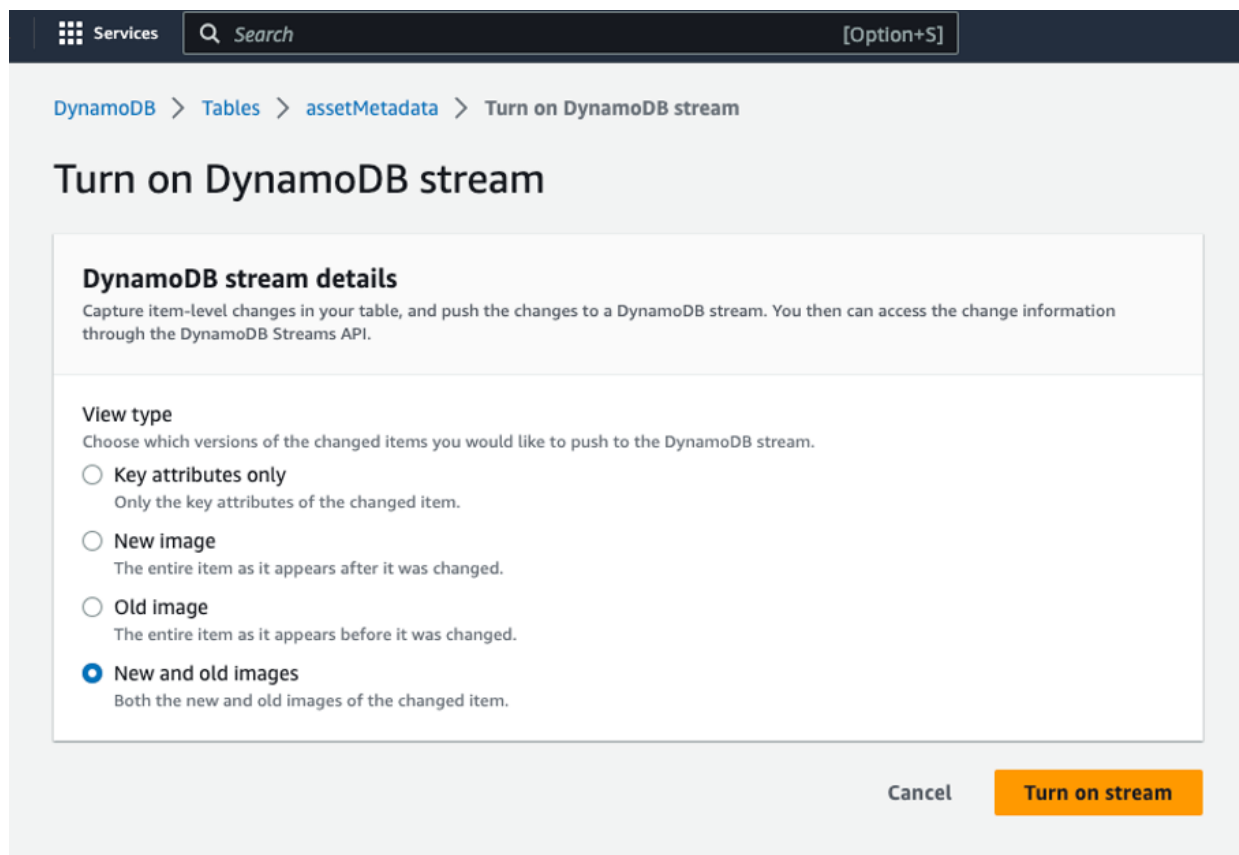 Services Search [Option+S]
DynamoDB > Tables > assetMetadata > Turn on DynamoDB stream
Turn on DynamoDB stream
DynamoDB stream details
Capture item-level changes in your table, and push the changes to a DynamoDB stream. You then can access the change information
through the DynamoDB Streams API.
View type
Choose which versions of the changed items you would like to push to the DynamoDB stream.
Key attributes only
Only the key attributes of the changed item.
New image
The entire item as it appears after it was changed.
Old image
The entire item as it appears before it was changed.
New and old images
Both the new and old images of the changed item.
Cancel Turn on stream